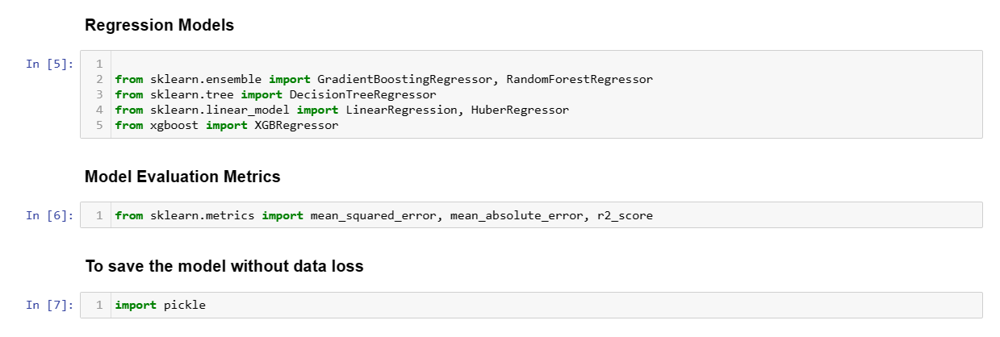 Regression Models
In [5]: 1
2 from sklearn.ensemble import GradientBoostingRegressor, RandomForestRegressor
3 from sklearn.tree import DecisionTreeRegressor
4 from sklearn.linear_model import LinearRegression, HuberRegressor
5 from xgboost import XGBRegressor
Model Evaluation Metrics
In [6]: 1 from sklearn.metrics import mean_squared_error, mean_absolute_error, r2_score
To save the model without data loss
In [7]: 1 import pickle